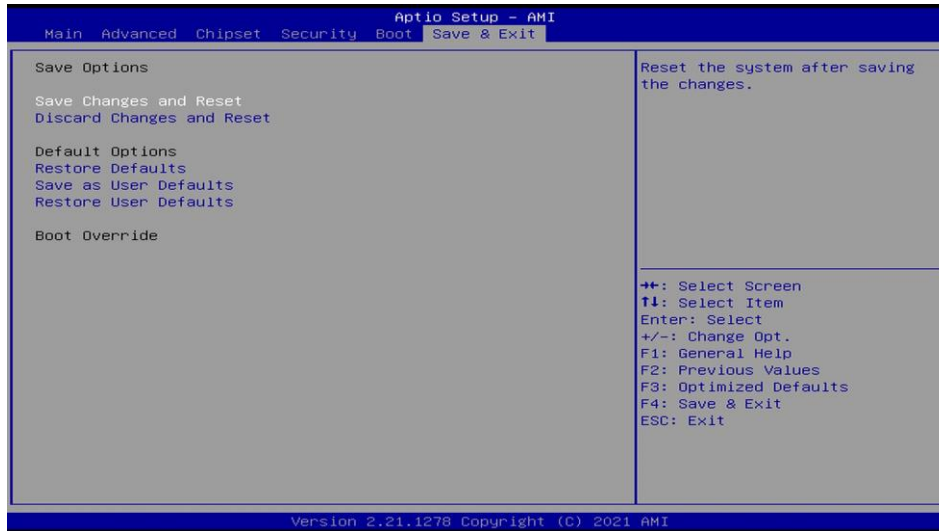 Aptio Setup – AMI
Main Advanced Chipset Security Boot Save & Exit
Save Options
Save Changes and Reset
Discard Changes and Reset
Default Options
Restore Defaults
Save as User Defaults
Restore User Defaults
Boot Override
Reset the system after saving
the changes.
→←: Select Screen
↑↓: Select Item
Enter: Select
+/-: Change Opt.
F1: General Help
F2: Previous Values
F3: Optimized Defaults
F4: Save & Exit
ESC: Exit
Version 2.21.1278 Copyright (C) 2021 AMI